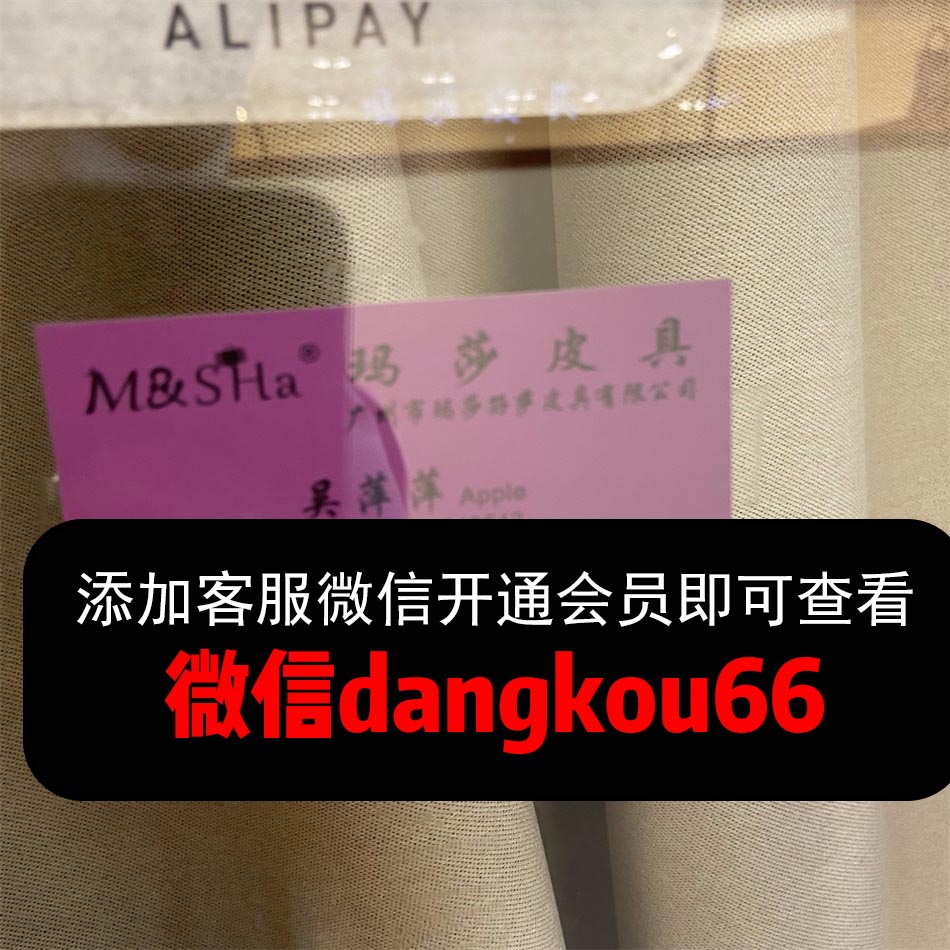 ALIPAY
M&SHa® 玛莎皮具
广州市玛莎莎皮具有限公司
吴萍萍 Apple
添加客服微信开通会员即可查看
微信dangkou66